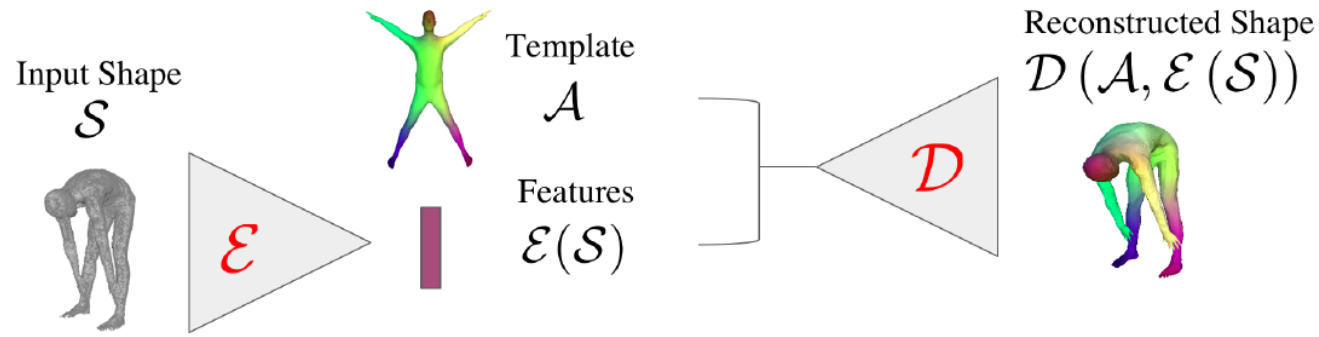 Input Shape
𝒮
ℰ
Template
𝒜
Features
ℰ(𝒮)
𝒟
Reconstructed Shape
𝒟(𝒜, ℰ(𝒮))